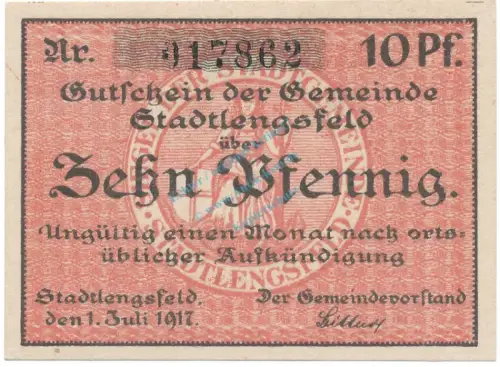 Nr. 017862 10 Pf.
Gutschein der Gemeinde
Stadtlengsfeld
über
Zehn Pfennig.
Ungültig einen Monat nach orts-
üblicher Aufkündigung
Stadtlengsfeld, Der Gemeindevorstand
den 1. Juli 1917.